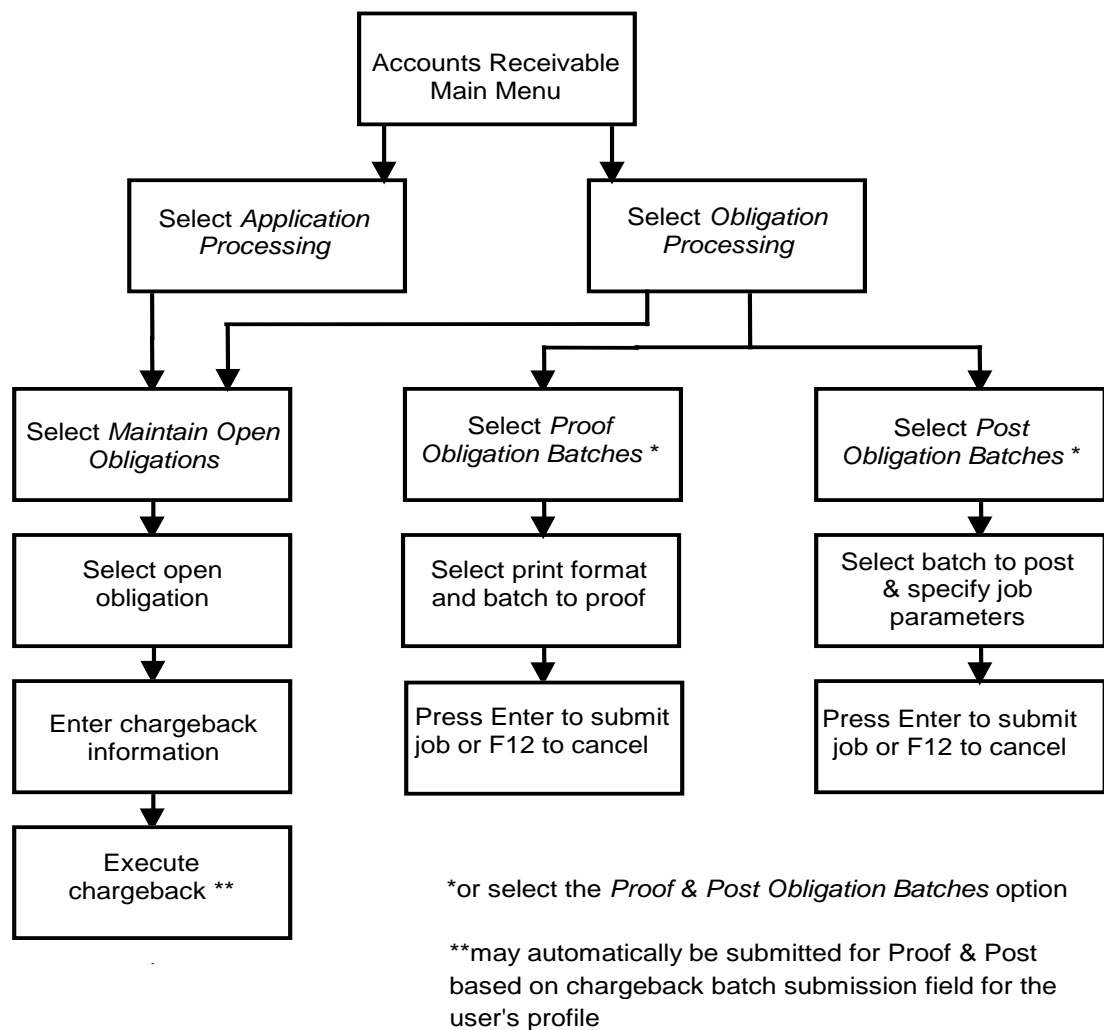 Accounts Receivable
Main Menu
Select Application
Processing
Select Obligation
Processing
Select Maintain Open
Obligations
Select Proof
Obligation Batches *
Select Post
Obligation Batches *
Select open
obligation
Select print format
and batch to proof
Select batch to post
& specify job
parameters
Enter chargeback
information
Press Enter to submit
job or F12 to cancel
Press Enter to submit
job or F12 to cancel
Execute
chargeback **
*or select the Proof & Post Obligation Batches option
**may automatically be submitted for Proof & Post
based on chargeback batch submission field for the
user's profile